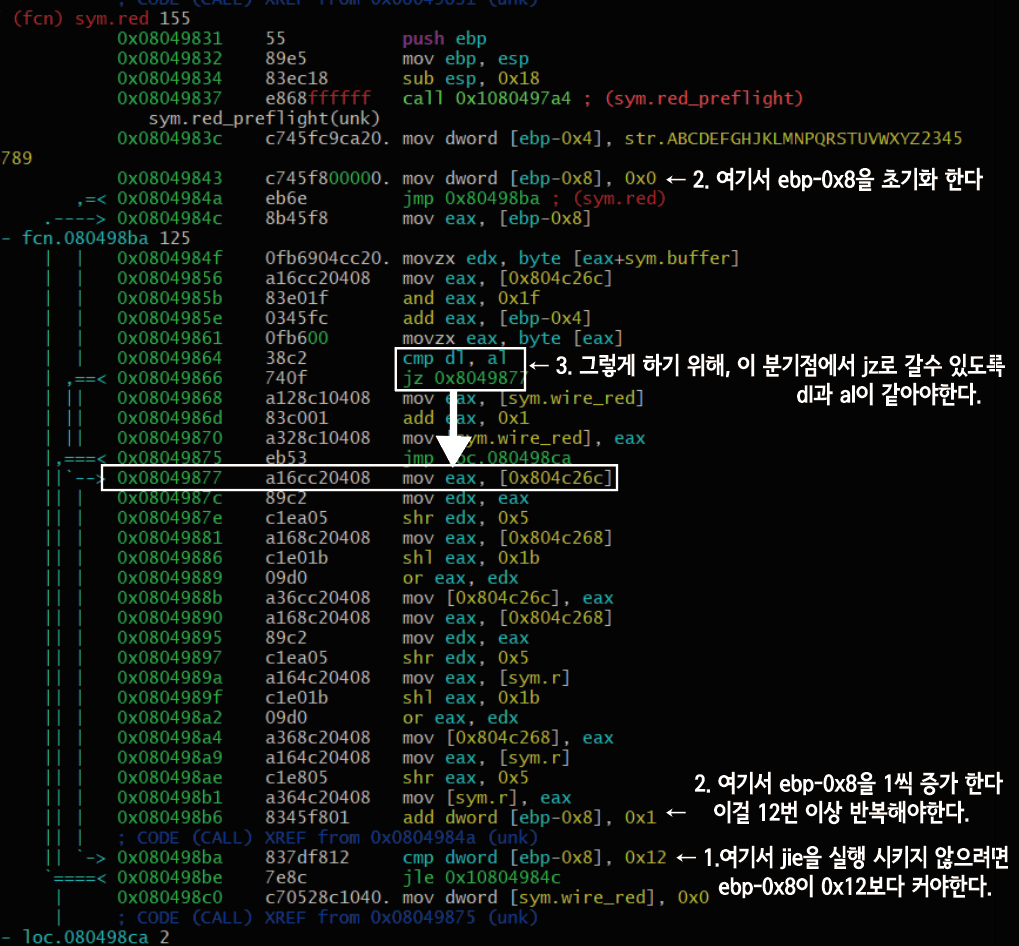 ; CODE (CALL) XREF from 0x08049831 (unk)
(fcn) sym.red 155
0x08049831 55 push ebp
0x08049832 89e5 mov ebp, esp
0x08049834 83ec18 sub esp, 0x18
0x08049837 e868ffffff call 0x1080497a4 ; (sym.red_preflight)
sym.red_preflight(unk)
0x0804983c c745fc9ca20. mov dword [ebp-0x4], str.ABCDEFGHJKLMNPQRSTUVWXYZ2345
789
0x08049843 c745f800000. mov dword [ebp-0x8], 0x0 ← 2. 여기서 ebp-0x8을 초기화 한다
,=< 0x0804984a eb6e jmp 0x80498ba ; (sym.red)
.----> 0x0804984c 8b45f8 mov eax, [ebp-0x8]
- fcn.080498ba 125
| | 0x0804984f 0fb6904cc20. movzx edx, byte [eax+sym.buffer]
| | 0x08049856 a16cc20408 mov eax, [0x804c26c]
| | 0x0804985b 83e01f and eax, 0x1f
| | 0x0804985e 0345fc add eax, [ebp-0x4]
| | 0x08049861 0fb600 movzx eax, byte [eax]
| | 0x08049864 38c2 cmp dl, al
| ,==< 0x08049866 740f jz 0x8049877 ← 3. 그렇게 하기 위해, 이 분기점에서 jz로 갈수 있도록
dl과 al이 같아야한다.
| || 0x08049868 a128c10408 mov eax, [sym.wire_red]
| || 0x0804986d 83c001 add eax, 0x1
| || 0x08049870 a328c10408 mov [sym.wire_red], eax
|,===< 0x08049875 eb53 jmp loc.080498ca
||`--> 0x08049877 a16cc20408 mov eax, [0x804c26c]
|| | 0x0804987c 89c2 mov edx, eax
|| | 0x0804987e c1ea05 shr edx, 0x5
|| | 0x08049881 a168c20408 mov eax, [0x804c268]
|| | 0x08049886 c1e01b shl eax, 0x1b
|| | 0x08049889 09d0 or eax, edx
|| | 0x0804988b a36cc20408 mov [0x804c26c], eax
|| | 0x08049890 a168c20408 mov eax, [0x804c268]
|| | 0x08049895 89c2 mov edx, eax
|| | 0x08049897 c1ea05 shr edx, 0x5
|| | 0x0804989a a164c20408 mov eax, [sym.r]
|| | 0x0804989f c1e01b shl eax, 0x1b
|| | 0x080498a2 09d0 or eax, edx
|| | 0x080498a4 a368c20408 mov [0x804c268], eax
|| | 0x080498a9 a164c20408 mov eax, [sym.r]
|| | 0x080498ae c1e805 shr eax, 0x5
|| | 0x080498b1 a364c20408 mov [sym.r], eax
2. 여기서 ebp-0x8을 1씩 증가 한다
|| | 0x080498b6 8345f801 add dword [ebp-0x8], 0x1 ← 이걸 12번 이상 반복해야한다.
|| | ; CODE (CALL) XREF from 0x0804984a (unk)
|| `-> 0x080498ba 837df812 cmp dword [ebp-0x8], 0x12 ← 1.여기서 jie을 실행 시키지 않으려면
`====< 0x080498be 7e8c jle 0x10804984c ebp-0x8이 0x12보다 커야한다.
| 0x080498c0 c70528c1040. mov dword [sym.wire_red], 0x0
| ; CODE (CALL) XREF from 0x08049875 (unk)
- loc.080498ca 2